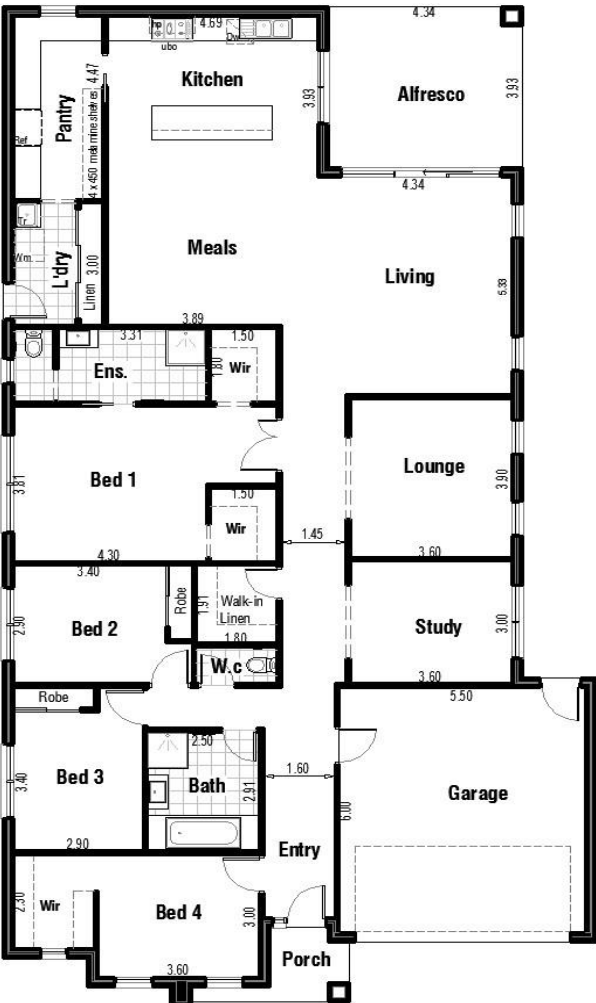 4.34
4.69
Dw
ubo
Kitchen
4.47
3.93
Alfresco
3.93
Pantry
Ref
4 x 450 melamine shelves
4.34
Tr
Wm
L'dry
Linen
3.00
Meals
Living
5.33
3.89
3.31
1.50
Ens.
1.80
Wir
Bed 1
3.81
Lounge
3.90
1.50
Wir
1.45
4.30
3.60
3.40
Robe
1.91
Walk-in
Linen
2.90
Bed 2
Study
3.00
1.80
W.c
3.60
5.50
Robe
2.50
Bed 3
3.40
Bath
2.91
1.60
6.00
Garage
2.90
Entry
2.30
Wir
Bed 4
3.00
3.60
Porch